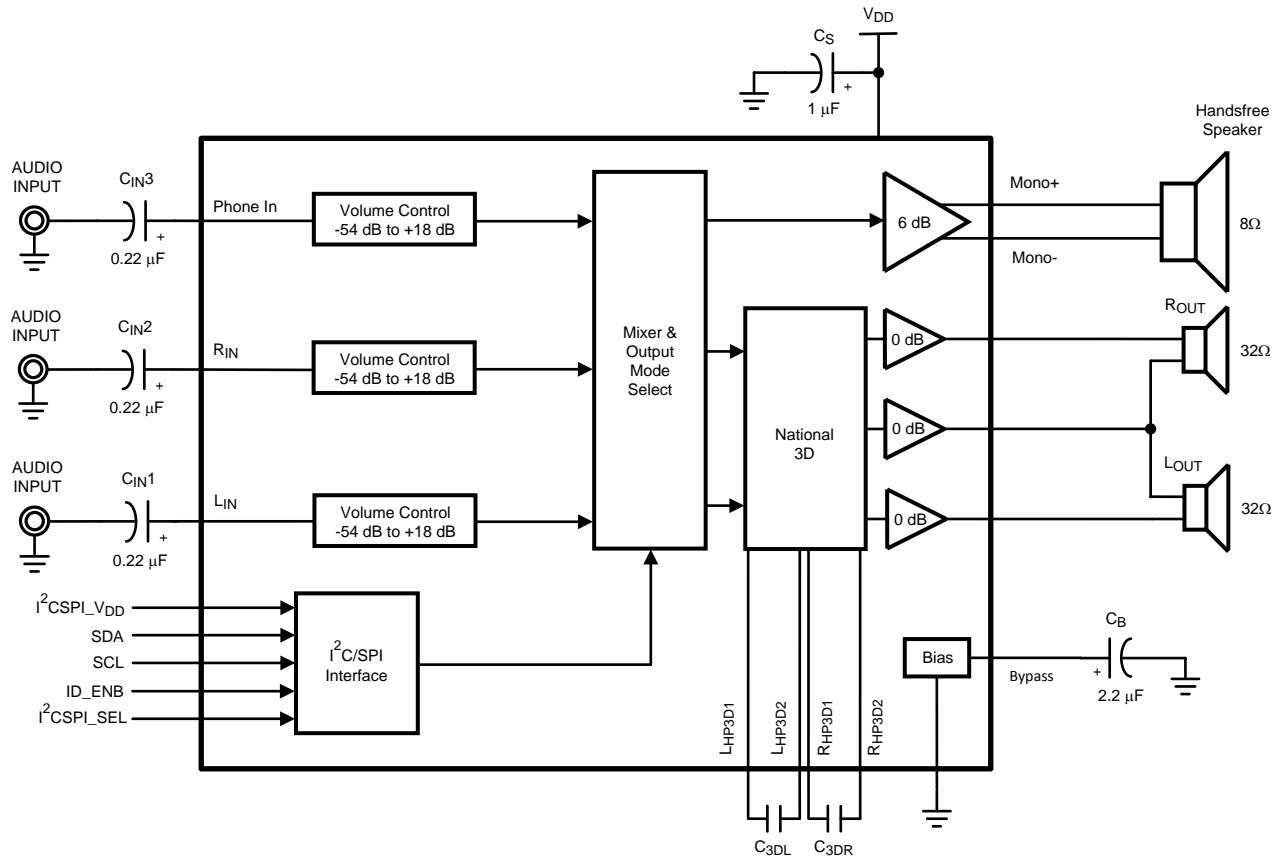 VDD
CS
1 μF
Handsfree
Speaker
AUDIO
INPUT
CIN3
0.22 μF
Phone In
Volume Control
-54 dB to +18 dB
Mixer &
Output
Mode
Select
6 dB
Mono+
Mono-
8Ω
AUDIO
INPUT
CIN2
0.22 μF
RIN
Volume Control
-54 dB to +18 dB
National
3D
0 dB
0 dB
0 dB
ROUT
32Ω
LOUT
32Ω
AUDIO
INPUT
CIN1
0.22 μF
LIN
Volume Control
-54 dB to +18 dB
I²CSPI_VDD
SDA
SCL
ID_ENB
I²CSPI_SEL
I²C/SPI
Interface
Bias
Bypass
CB
2.2 μF
LHP3D1
LHP3D2
RHP3D1
RHP3D2
C3DL
C3DR